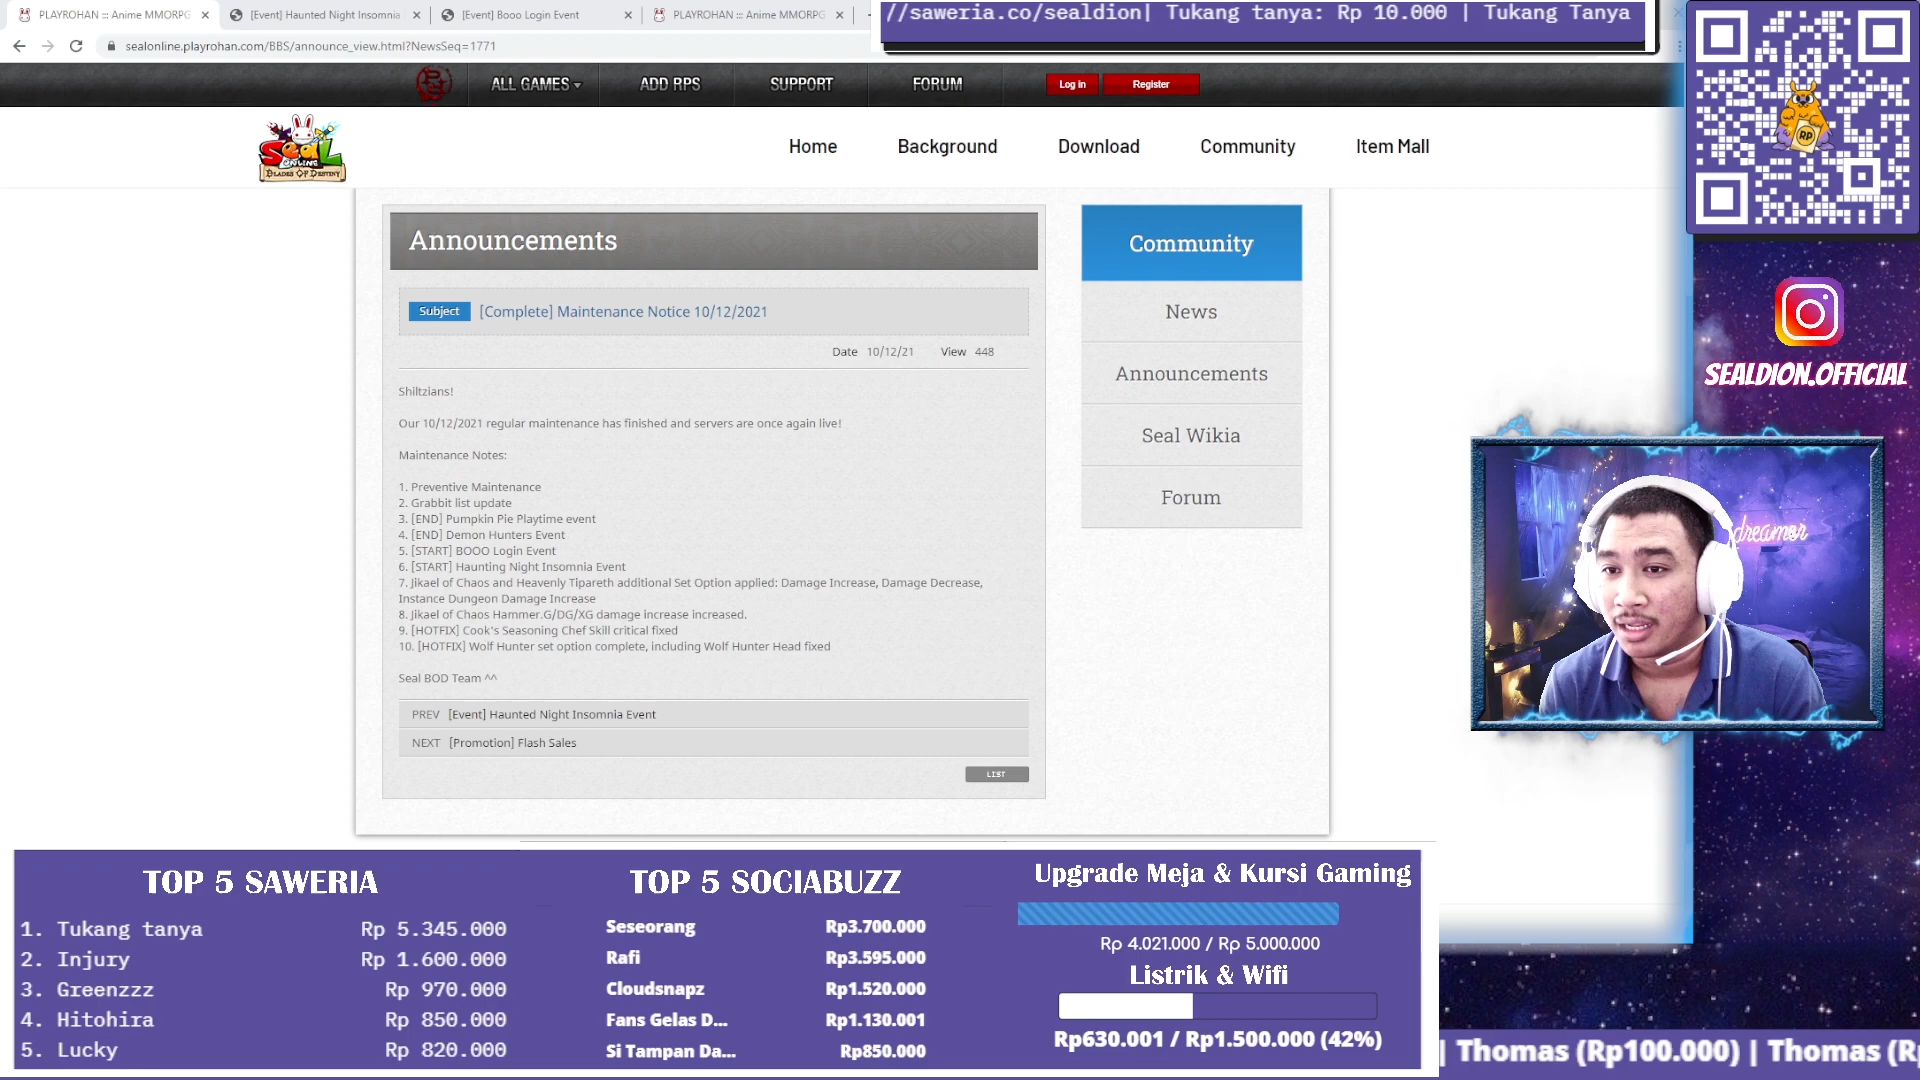 PLAYROHAN ::: Anime MMORPG
[Event] Haunted Night Insomnia
[Event] Booo Login Event
PLAYROHAN ::: Anime MMORPG
//saweria.co/sealdion| Tukang tanya: Rp 10.000 | Tukang Tanya
sealonline.playrohan.com/BBS/announce_view.html?NewsSeq=1771
ALL GAMES
ADD RPS
SUPPORT
FORUM
Log in
Register
SEAL
ONLINE
BLADES OF DESTINY
Home
Background
Download
Community
Item Mall
RP
Announcements
Subject [Complete] Maintenance Notice 10/12/2021
Date 10/12/21 View 448
Shiltzians!
Our 10/12/2021 regular maintenance has finished and servers are once again live!
Maintenance Notes:
1. Preventive Maintenance
2. Grabbit list update
3. [END] Pumpkin Pie Playtime event
4. [END] Demon Hunters Event
5. [START] BOOO Login Event
6. [START] Haunting Night Insomnia Event
7. Jikael of Chaos and Heavenly Tipareth additional Set Option applied: Damage Increase, Damage Decrease,
Instance Dungeon Damage Increase
8. Jikael of Chaos Hammer.G/DG/XG damage increase increased.
9. [HOTFIX] Cook's Seasoning Chef Skill critical fixed
10. [HOTFIX] Wolf Hunter set option complete, including Wolf Hunter Head fixed
Seal BOD Team ^^
PREV [Event] Haunted Night Insomnia Event
NEXT [Promotion] Flash Sales
LIST
Community
News
Announcements
Seal Wikia
Forum
SEALDION.OFFICIAL
dreamer
TOP 5 SAWERIA
1. Tukang tanya Rp 5.345.000
2. Injury Rp 1.600.000
3. Greenzzz Rp 970.000
4. Hitohira Rp 850.000
5. Lucky Rp 820.000
TOP 5 SOCIABUZZ
Seseorang Rp3.700.000
Rafi Rp3.595.000
Cloudsnapz Rp1.520.000
Fans Gelas D... Rp1.130.001
Si Tampan Da... Rp850.000
Upgrade Meja & Kursi Gaming
Rp 4.021.000 / Rp 5.000.000
Listrik & Wifi
Rp630.001 / Rp1.500.000 (42%)
| Thomas (Rp100.000) | Thomas (R